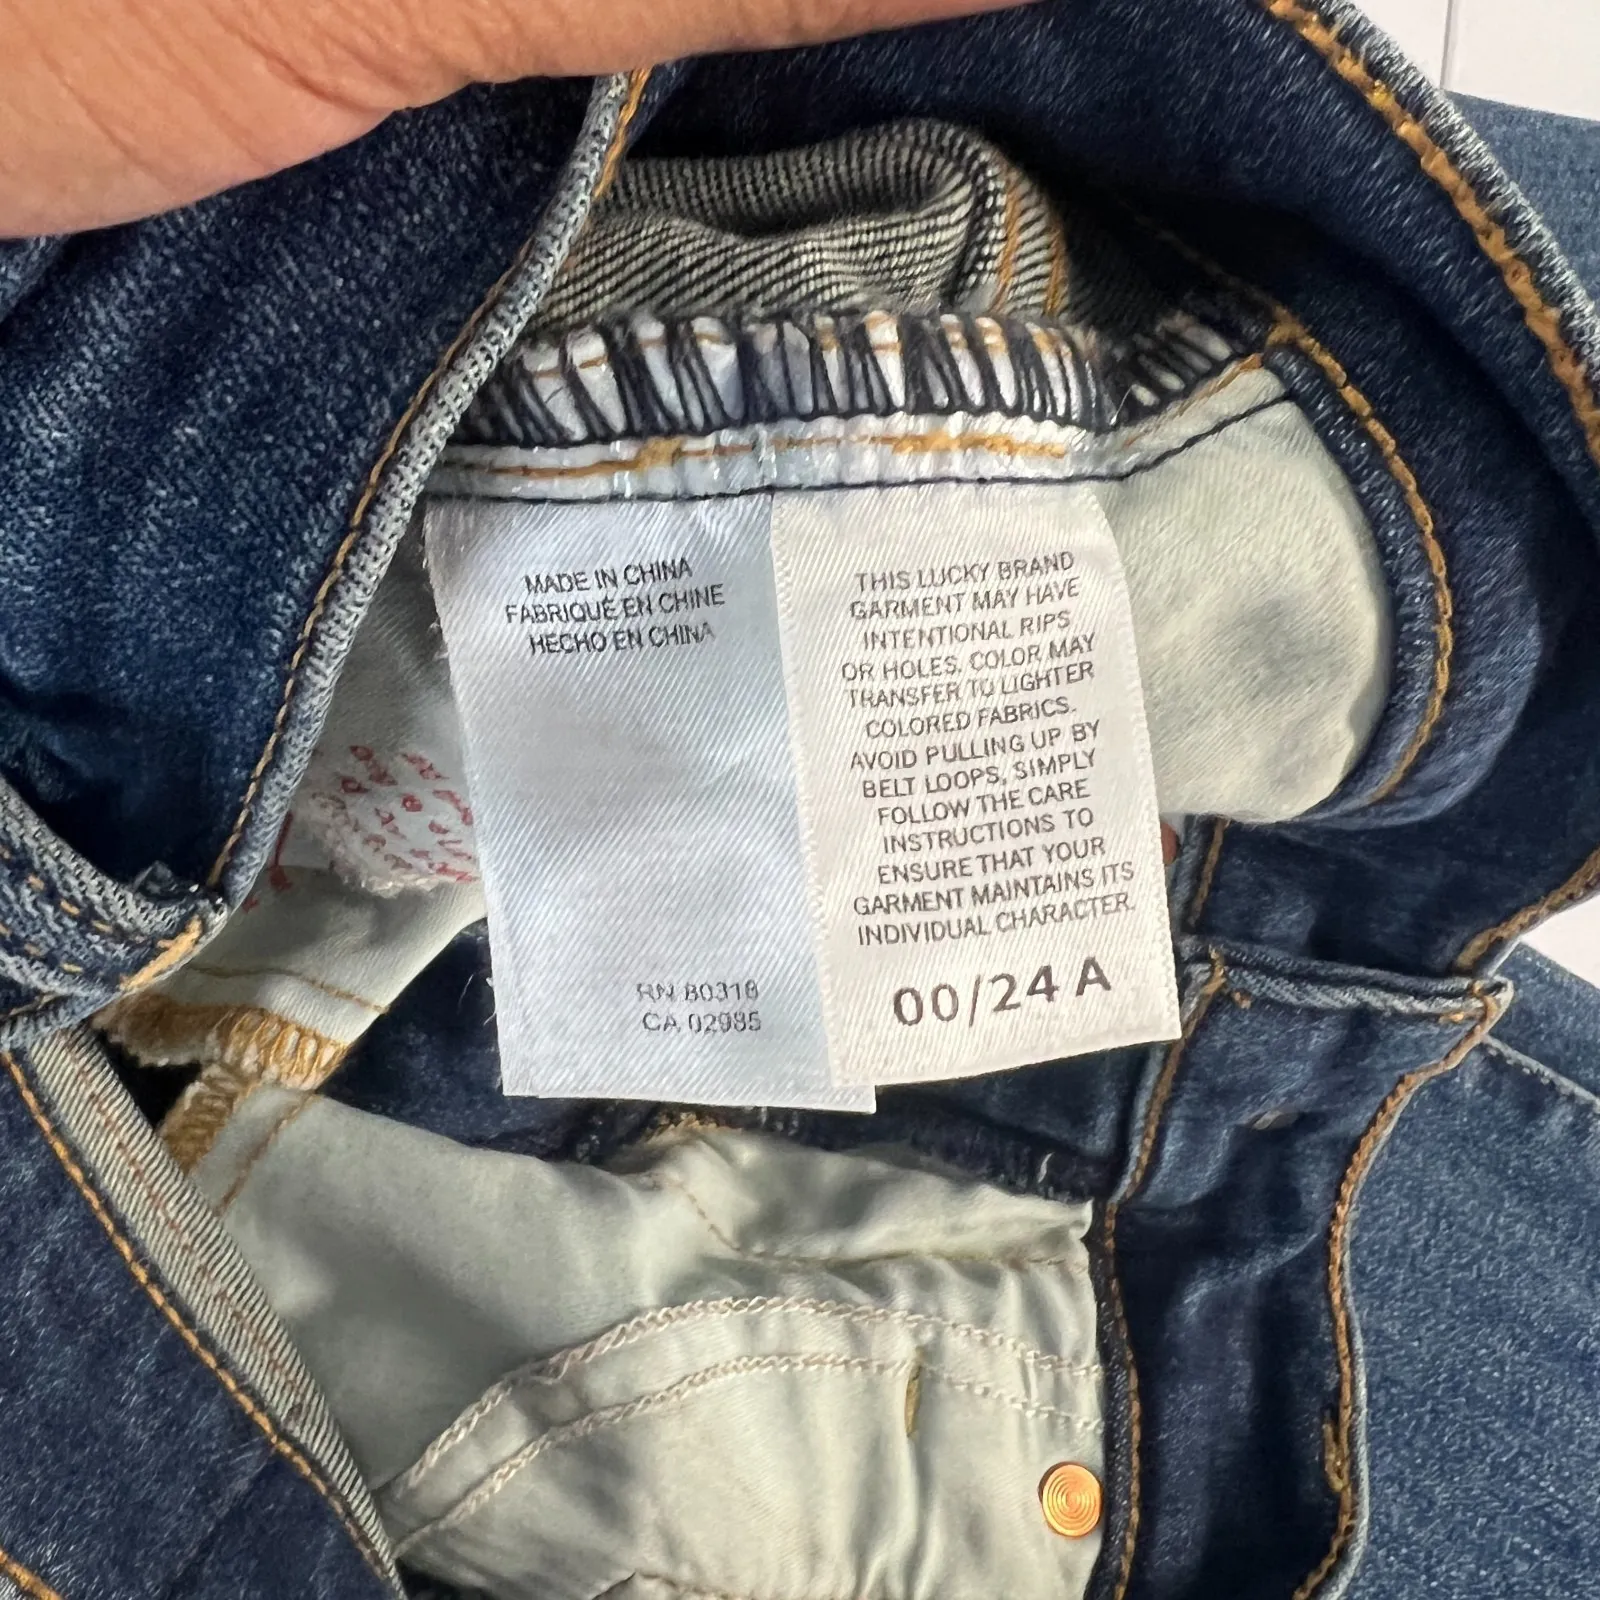 MADE IN CHINA
FABRIQUÉ EN CHINE
HECHO EN CHINA
RN 80318
CA 02985
THIS LUCKY BRAND
GARMENT MAY HAVE
INTENTIONAL RIPS
OR HOLES. COLOR MAY
TRANSFER TO LIGHTER
COLORED FABRICS.
AVOID PULLING UP BY
BELT LOOPS, SIMPLY
FOLLOW THE CARE
INSTRUCTIONS TO
ENSURE THAT YOUR
GARMENT MAINTAINS ITS
INDIVIDUAL CHARACTER.
00/24 A